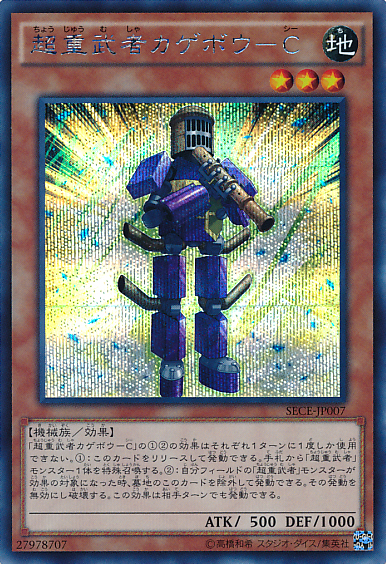 超重武者カゲボウ－C
ちょう じゅう む しゃ シー
地
ち
SECE-JP007
【機械族／効果】
「超重武者カゲボウ－C」の①②の効果はそれぞれ1ターンに1度しか使用
できない。①：このカードをリリースして発動できる。手札から「超重武者」
モンスター1体を特殊召喚する。②：自分フィールドの「超重武者」モンスターが
効果の対象になった時、墓地のこのカードを除外して発動できる。その発動を
無効にし破壊する。この効果は相手ターンでも発動できる。
ATK/ 500 DEF/1000
27978707
©高橋和希 スタジオ・ダイス/集英社